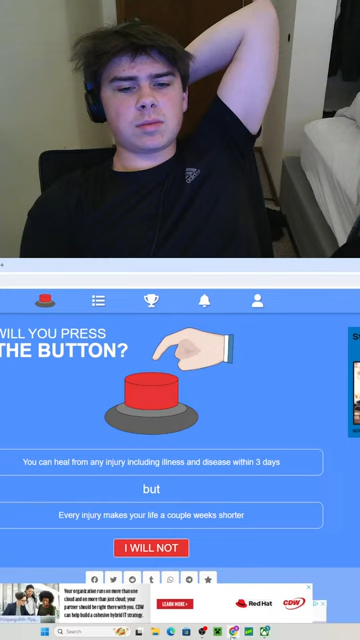 adidas
WILL YOU PRESS
THE BUTTON?
You can heal from any injury including illness and disease within 3 days
but
Every injury makes your life a couple weeks shorter
I WILL NOT
Your organization runs on more than
one cloud and on more than just cloud; your
partner should be right there with you. CDW
can help build a cohesive hybrid IT strategy.
LEARN MORE
Red Hat
CDW
Search